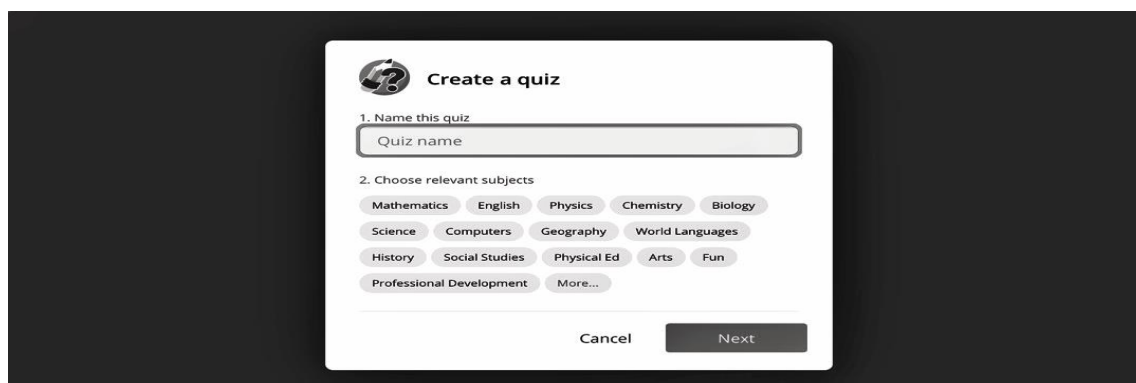 Create a quiz
1. Name this quiz
Quiz name
2. Choose relevant subjects
Mathematics English Physics Chemistry Biology
Science Computers Geography World Languages
History Social Studies Physical Ed Arts Fun
Professional Development More...
Cancel Next